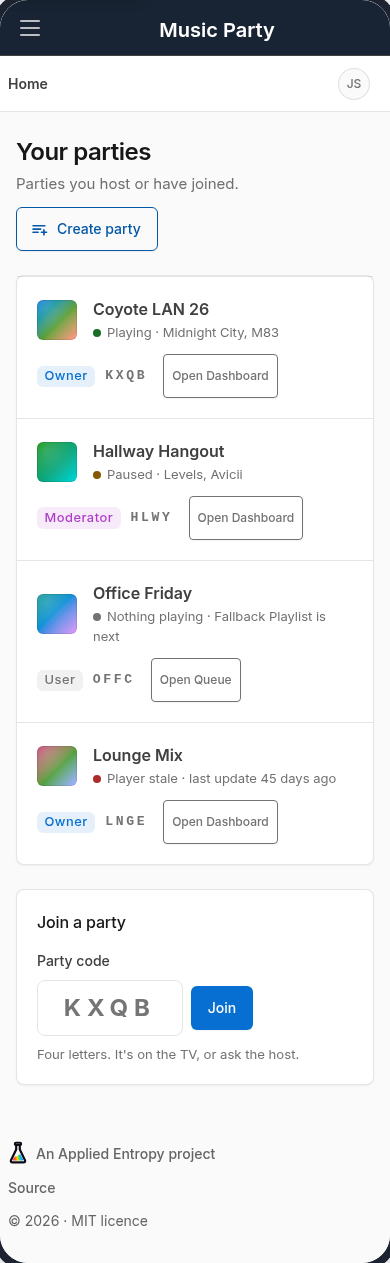 Music Party
Home
JS
Your parties
Parties you host or have joined.
Create party
Coyote LAN 26
Playing · Midnight City, M83
Owner KXQB Open Dashboard
Hallway Hangout
Paused · Levels, Avicii
Moderator HLWY Open Dashboard
Office Friday
Nothing playing · Fallback Playlist is
next
User OFFC Open Queue
Lounge Mix
Player stale · last update 45 days ago
Owner LNGE Open Dashboard
Join a party
Party code
KXQB Join
Four letters. It's on the TV, or ask the host.
An Applied Entropy project
Source
© 2026 · MIT licence